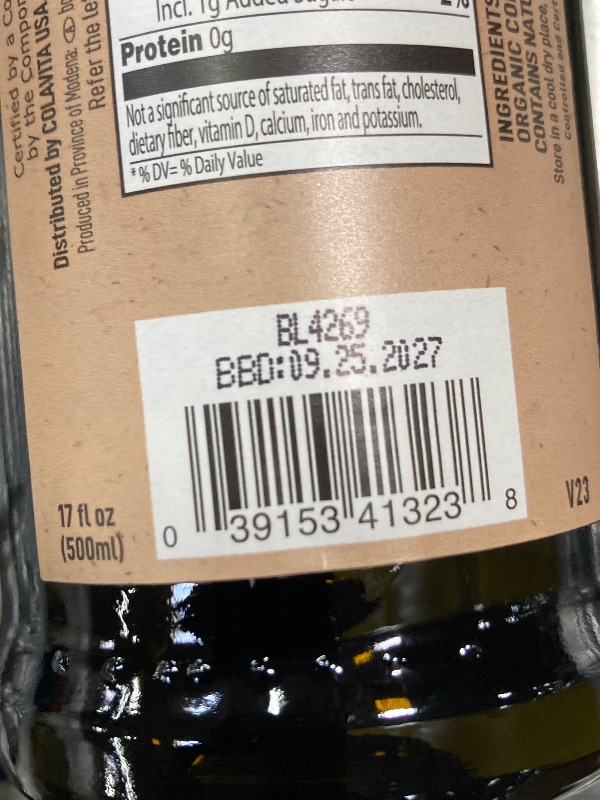 Certified by a
by the
Distributed by COLAVITA USA
Produced in Province of Modena:
Refer the
Incl. 1g Added
Protein 0g
Not a significant source of saturated fat, trans fat, cholesterol,
dietary fiber, vitamin D, calcium, iron and potassium.
*% DV= % Daily Value
INGREDIENTS
ORGANIC
CONTAINS
Store in a cool dry place,
BL4269
BBD:09.25.2027
0 39153 41323 8
17 fl oz
(500ml)
V23